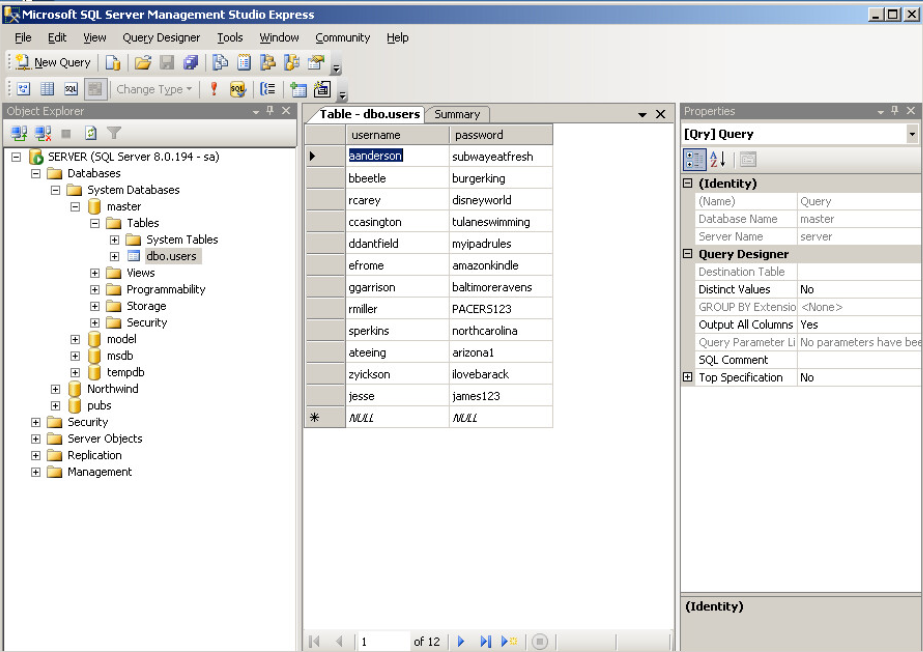 Microsoft SQL Server Management Studio Express
File Edit View Query Designer Tools Window Community Help
New Query
Change Type
Object Explorer
SERVER (SQL Server 8.0.194 - sa)
Databases
System Databases
master
Tables
System Tables
dbo.users
Views
Programmability
Storage
Security
model
msdb
tempdb
Northwind
pubs
Security
Server Objects
Replication
Management
Table - dbo.users Summary
username password
aanderson subwayeatfresh
bbeetle burgerking
rcarey disneyworld
ccasington tulaneswimming
ddantfield myipadrules
efrome amazonkindle
ggarrison baltimoreravens
rmiller PACERS123
sperkins northcarolina
ateeing arizona1
zyickson ilovebarack
jesse james123
NULL NULL
1 of 12
Properties
[Qry] Query
(Identity)
(Name) Query
Database Name master
Server Name server
Query Designer
Destination Table
Distinct Values No
GROUP BY Extensio <None>
Output All Columns Yes
Query Parameter Li No parameters have bee
SQL Comment
Top Specification No
(Identity)